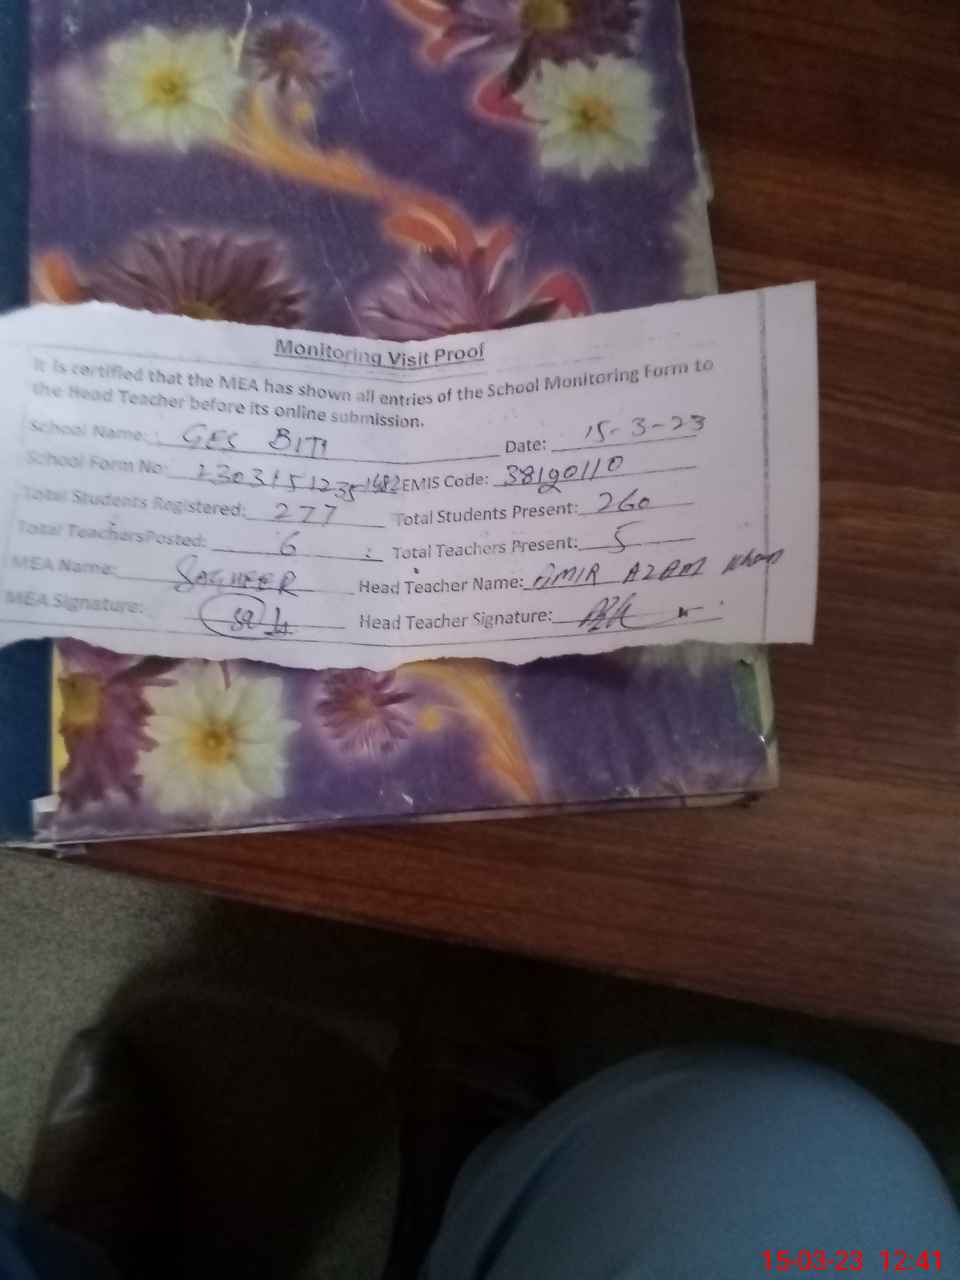 Monitoring Visit Proof
It is certified that the MEA has shown all entries of the School Monitoring Form to
the Head Teacher before its online submission.
School Name: GES BITI Date: 15-3-23
School Form No: EMIS Code: 38190110
Total Students Registered: 277 Total Students Present: 260
Total TeachersPosted: 6 Total Teachers Present: 5
MEA Name: SAGHEER Head Teacher Name: AMIR AZAM Khan
MEA Signature: Head Teacher Signature:
15-03-23 12:41